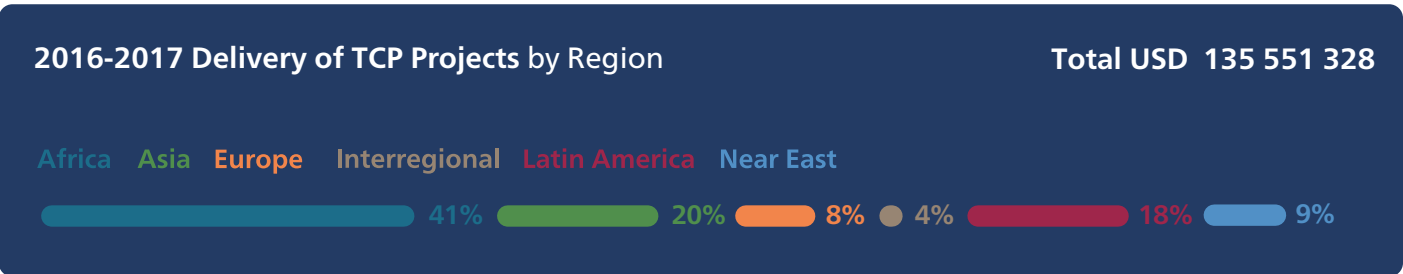 2016-2017 Delivery of TCP Projects by Region
Total USD 135 551 328
Africa Asia Europe Interregional Latin America Near East
41% 20% 8% 4% 18% 9%